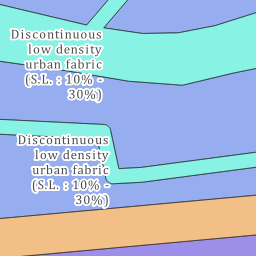 Discontinuous
low density
urban fabric
(S.L. : 10% -
30%)
Discontinuous
low density
urban fabric
(S.L. : 10% -
30%)